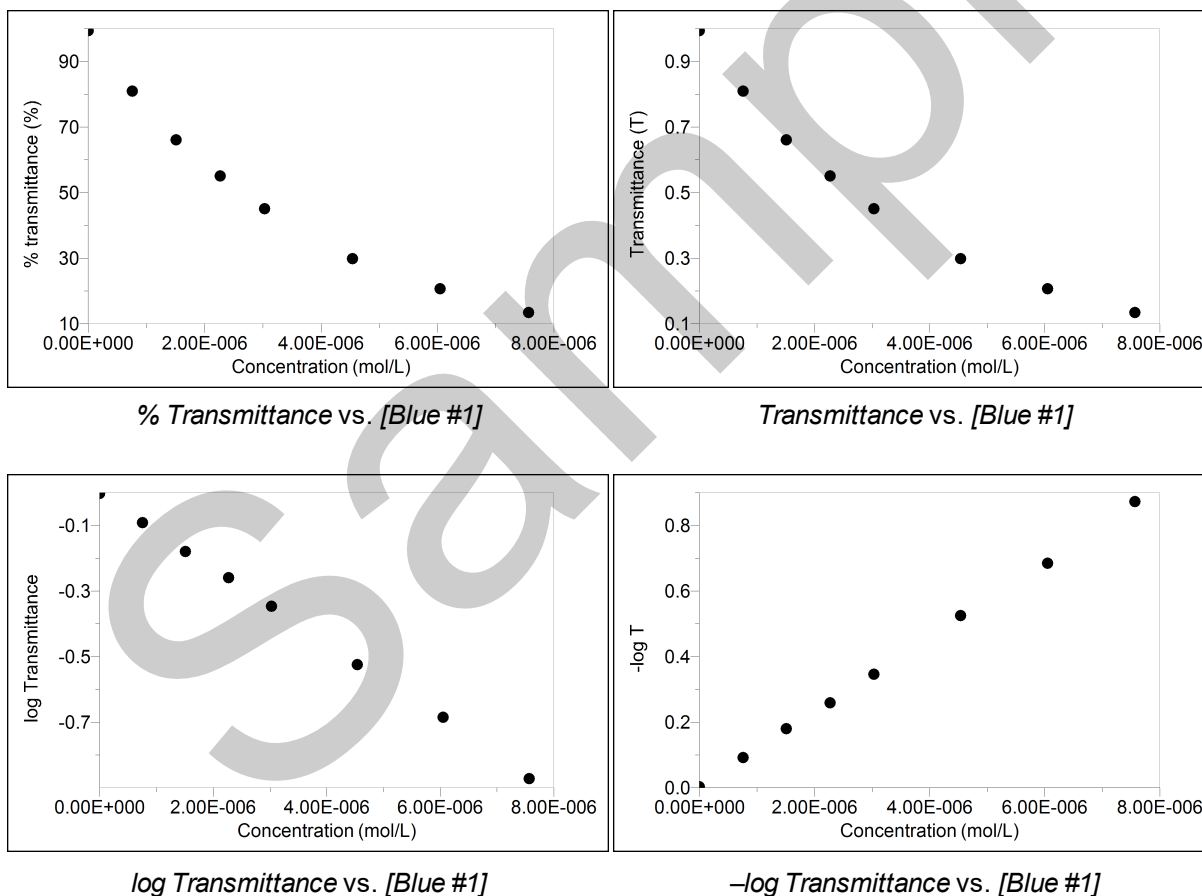 % transmittance (%)
90
70
50
30
10
0.00E+000 2.00E-006 4.00E-006 6.00E-006 8.00E-006
Concentration (mol/L)
% Transmittance vs. [Blue #1]
Transmittance (T)
0.9
0.7
0.5
0.3
0.1
0.00E+000 2.00E-006 4.00E-006 6.00E-006 8.00E-006
Concentration (mol/L)
Transmittance vs. [Blue #1]
log Transmittance
-0.1
-0.3
-0.5
-0.7
0.00E+000 2.00E-006 4.00E-006 6.00E-006 8.00E-006
Concentration (mol/L)
log Transmittance vs. [Blue #1]
-log T
0.8
0.6
0.4
0.2
0.0
0.00E+000 2.00E-006 4.00E-006 6.00E-006 8.00E-006
Concentration (mol/L)
–log Transmittance vs. [Blue #1]